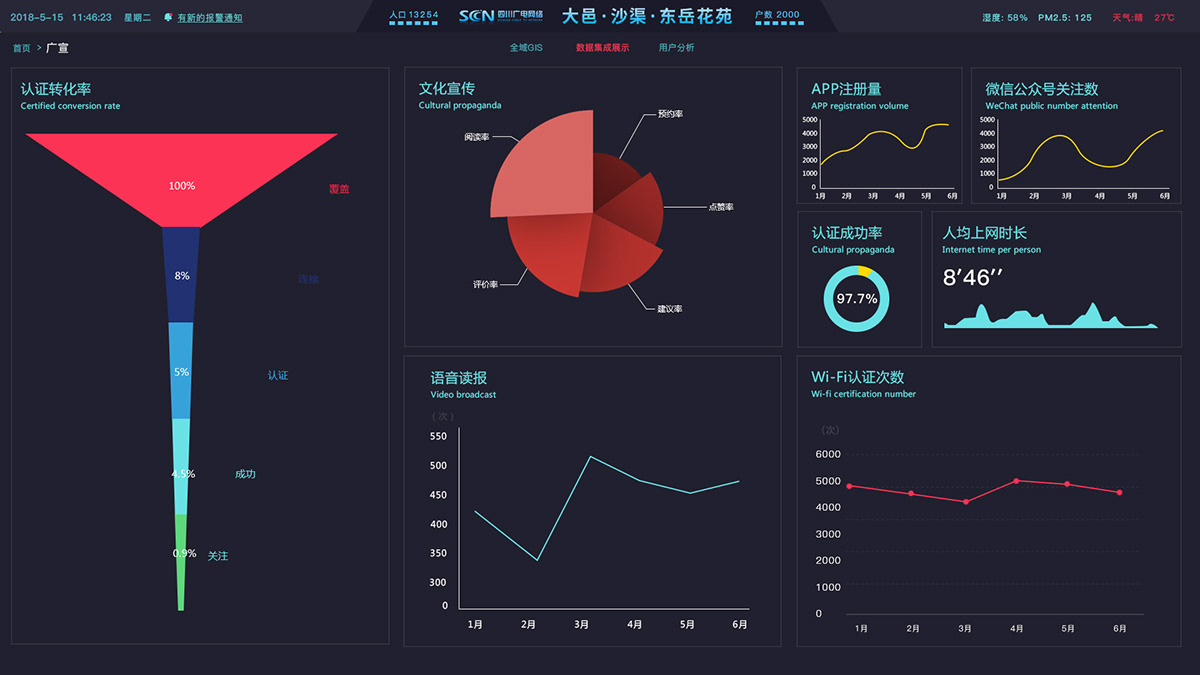 2018-5-15 11:46:23 星期二 有新的报警通知
人口 13254
SCN 四川广电网络
大邑·沙渠·东岳花苑
户数 2000
湿度: 58% PM2.5: 125 天气:晴 27℃
首页 > 广宣
全域GIS 数据集成展示 用户分析
认证转化率
Certified conversion rate
100%
覆盖
8%
连接
5%
认证
4.5%
成功
0.9%
关注
文化宣传
Cultural propaganda
预约率
阅读率
点赞率
评价率
建议率
语音读报
Video broadcast
(次)
550
500
450
400
350
300
0
1月 2月 3月 4月 5月 6月
APP注册量
APP registration volume
5000
4000
3000
2000
1000
0
1月 2月 3月 4月 5月 6月
微信公众号关注数
WeChat public number attention
5000
4000
3000
2000
1000
0
1月 2月 3月 4月 5月 6月
认证成功率
Cultural propaganda
97.7%
人均上网时长
Internet time per person
8′46′′
Wi-Fi认证次数
Wi-fi certification number
(次)
6000
5000
4000
3000
2000
1000
0
1月 2月 3月 4月 5月 6月